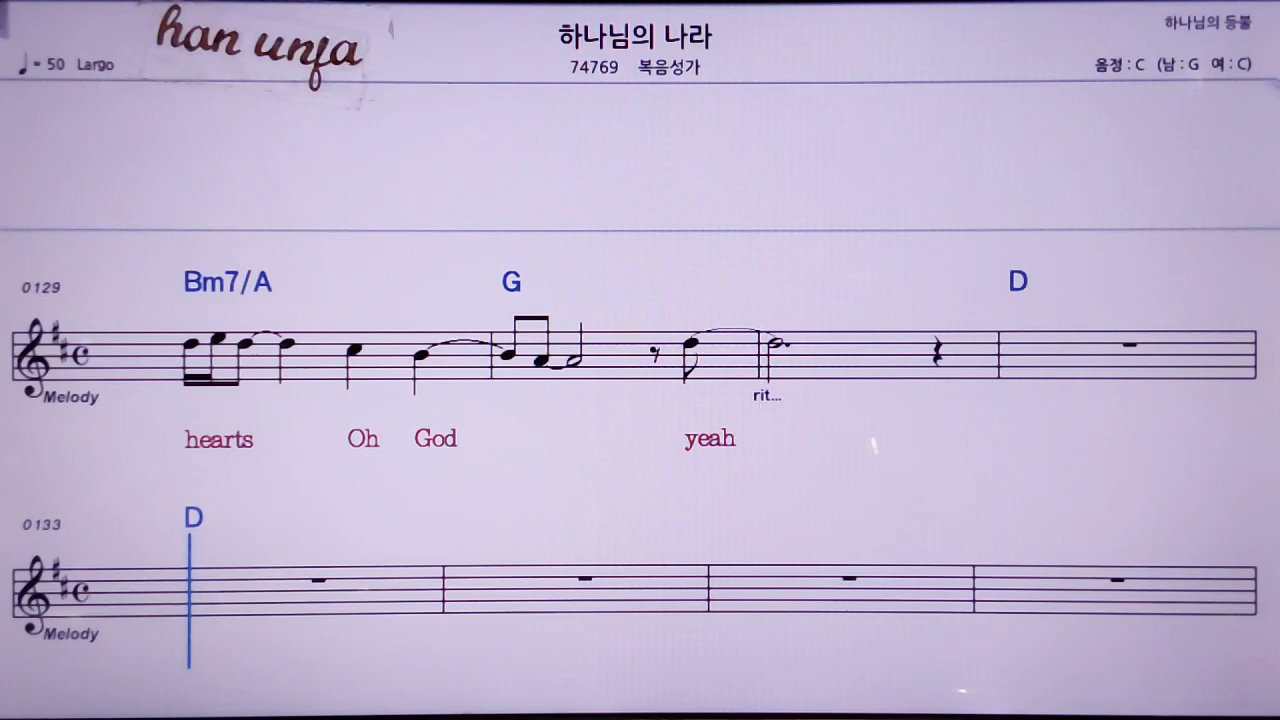 han unfa
하나님의 나라
하나님의 등불
♩= 50 Largo
74769 복음성가
음정 : C (남 : G 여 : C)
0129 Bm7/A G D
Melody
rit...
hearts Oh God yeah
0133 D
Melody